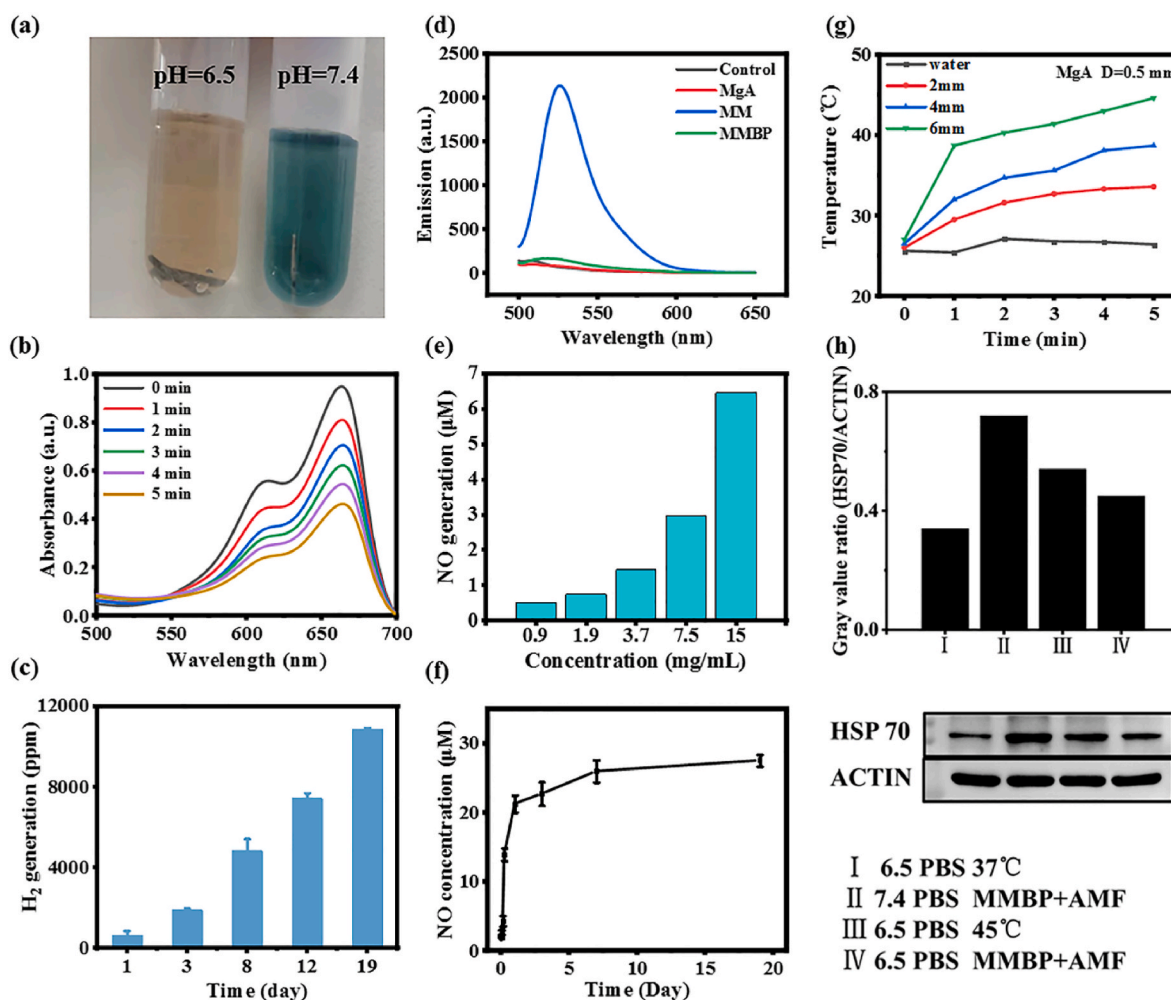 (a)
pH=6.5
pH=7.4
(b)
1.0
0.8
0.6
0.4
0.2
0.0
Absorbance (a.u.)
0 min
1 min
2 min
3 min
4 min
5 min
500
550
600
650
700
Wavelength (nm)
(c)
12000
8000
4000
0
H2 generation (ppm)
1
3
8
12
19
Time (day)
(d)
2500
2000
1500
1000
500
0
Emission (a.u.)
Control
MgA
MM
MMBP
500
550
600
650
Wavelength (nm)
(e)
7
6
5
4
3
2
1
0
NO generation (μM)
0.9
1.9
3.7
7.5
15
Concentration (mg/mL)
(f)
30
20
10
0
NO concentration (μM)
0
5
10
15
20
Time (Day)
(g)
water
2mm
4mm
6mm
MgA D=0.5 mm
40
30
20
Temperature (℃)
0
1
2
3
4
5
Time (min)
(h)
0.8
0.4
0.0
Gray value ratio (HSP70/ACTIN)
Ⅰ
Ⅱ
Ⅲ
Ⅳ
HSP 70
ACTIN
Ⅰ 6.5 PBS 37℃
Ⅱ 7.4 PBS MMBP+AMF
Ⅲ 6.5 PBS 45℃
Ⅳ 6.5 PBS MMBP+AMF